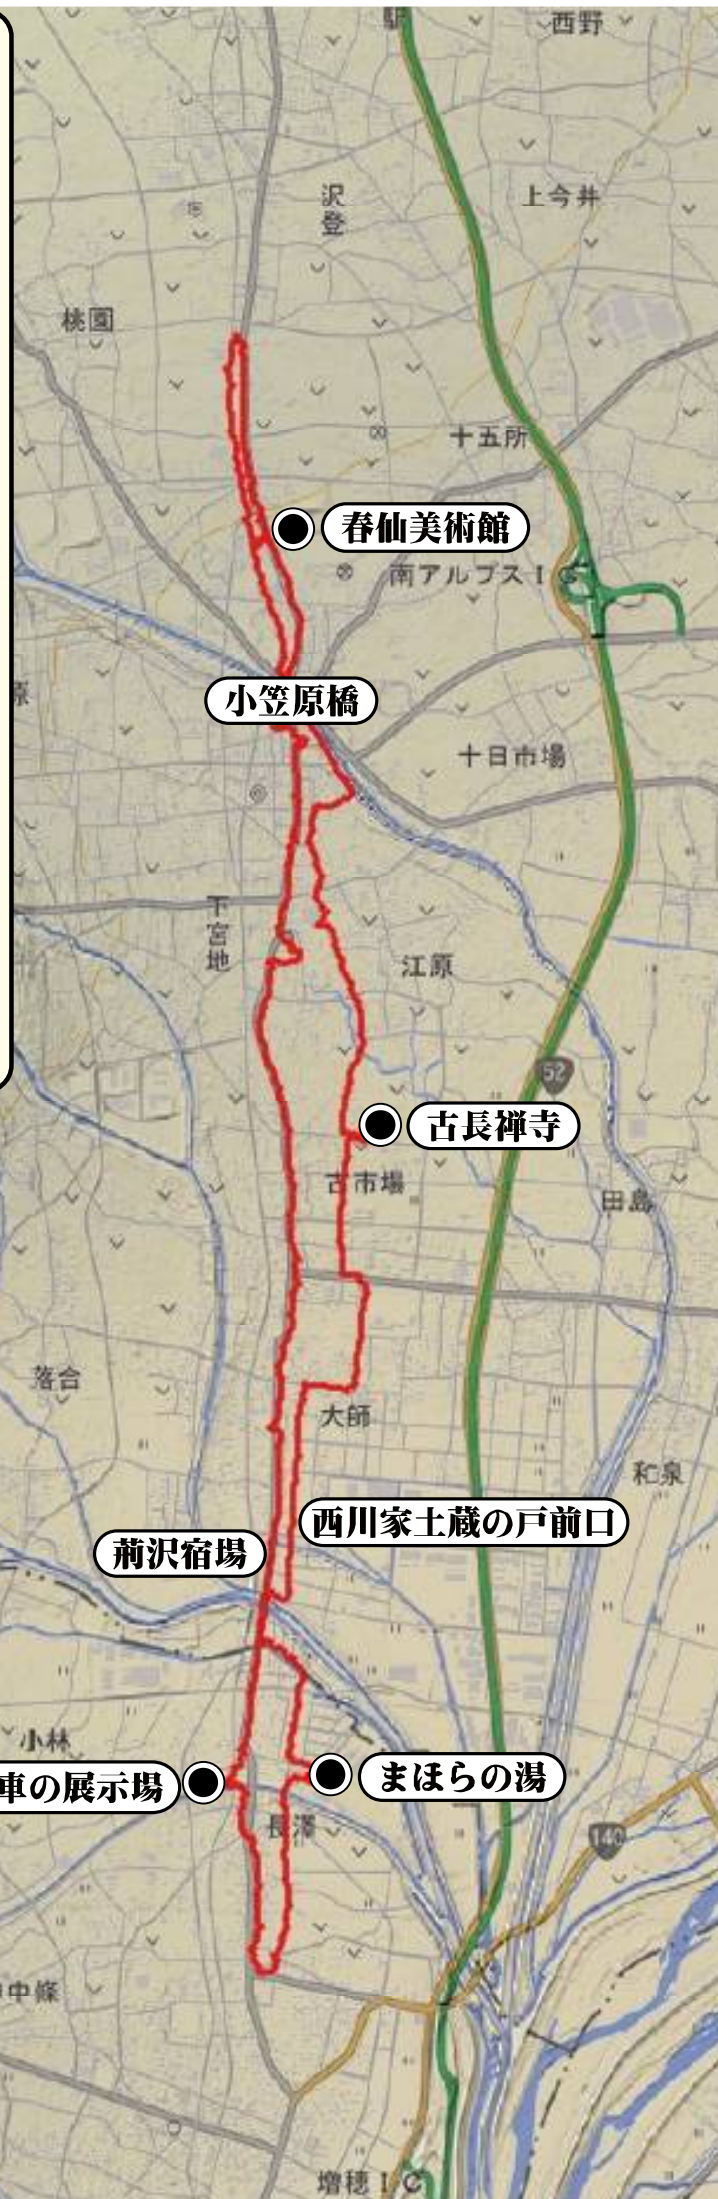 西野
沢登
上今井
桃園
十五所
春仙美術館
南アルプスIC
小笠原橋
原
十日市場
下宮地
江原
52
古長禅寺
古市場
田島
落合
大師
和泉
西川家土蔵の戸前口
荊沢宿場
小林
車の展示場
まほらの湯
長澤
140
中條
増穂IC